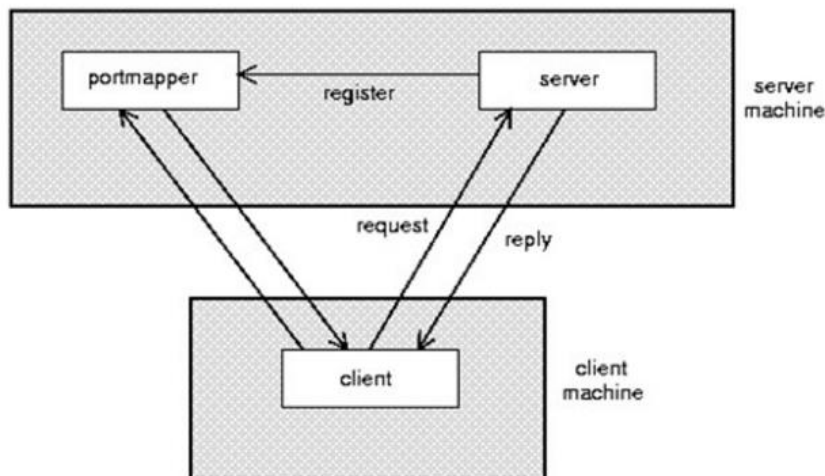 portmapper
server
register
server
machine
request
reply
client
client
machine